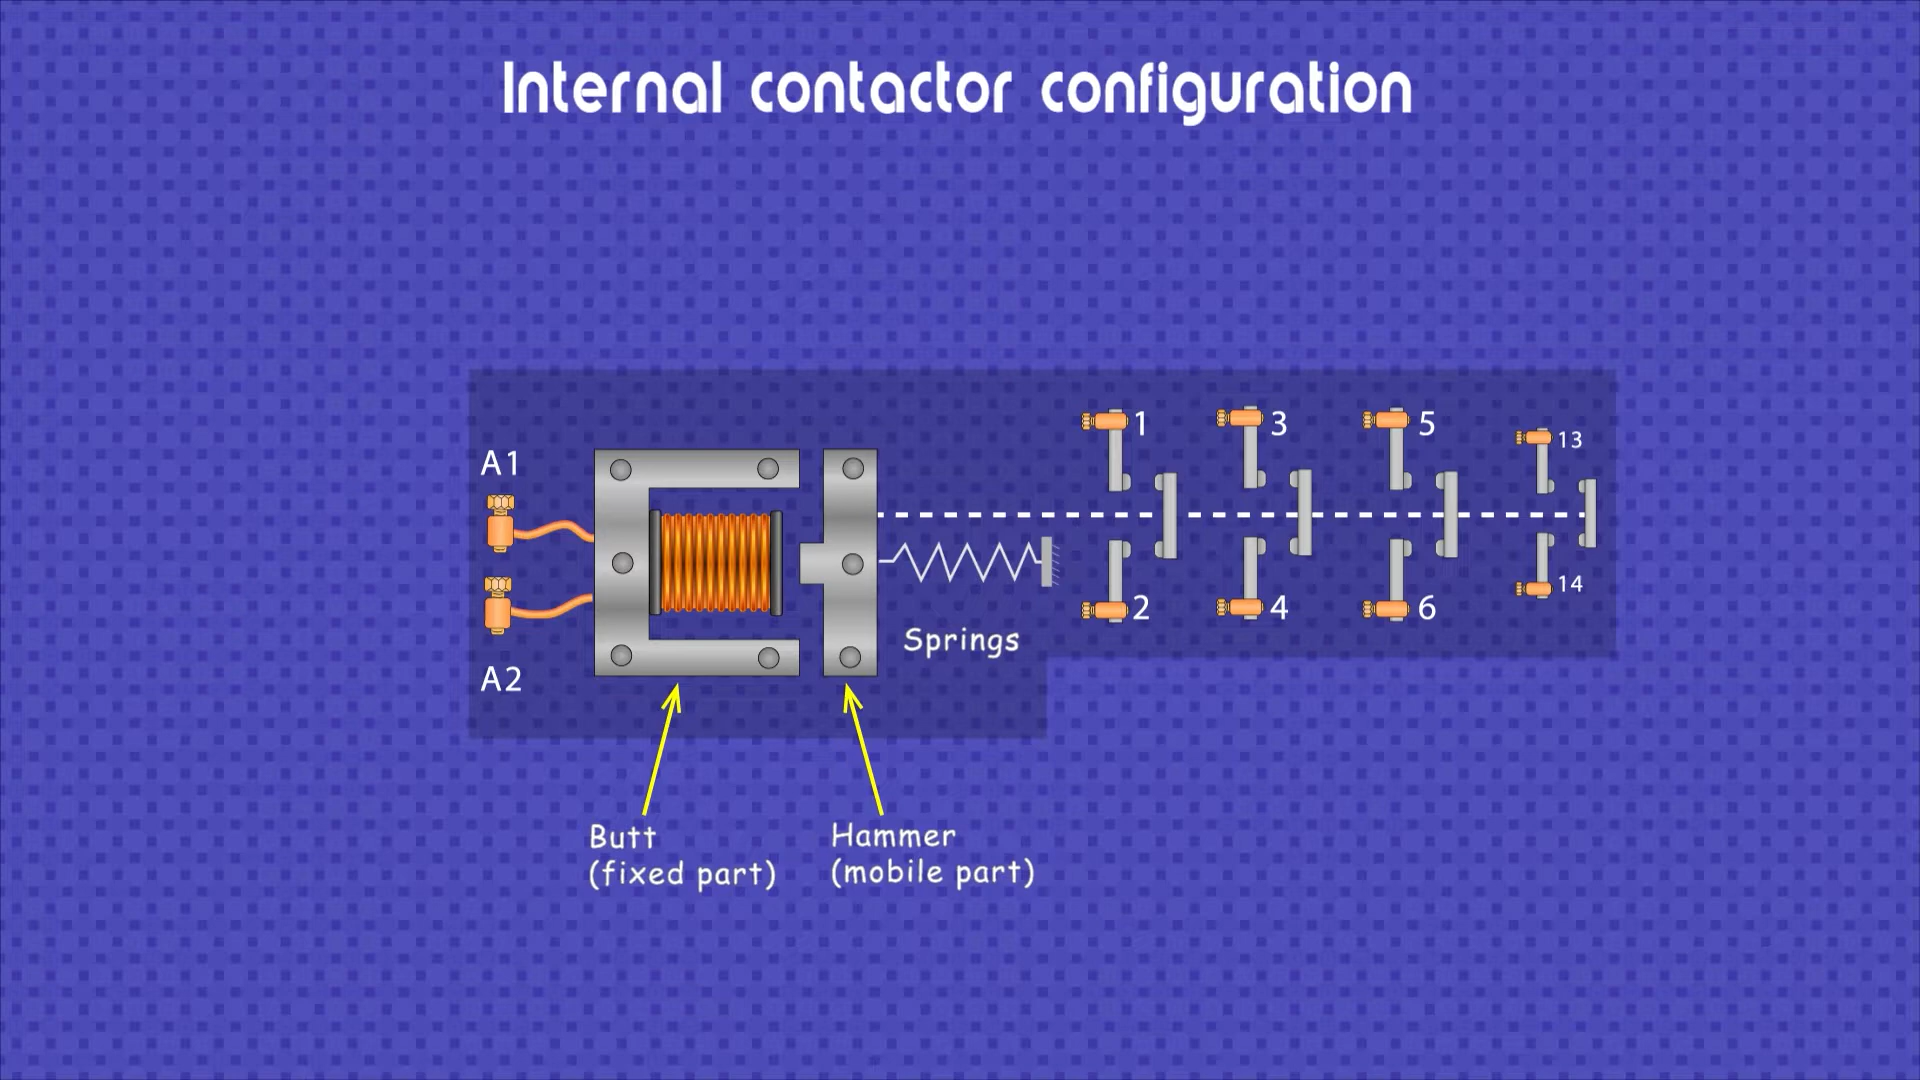 Internal contactor configuration
1
3
5
13
A1
A2
2
4
6
14
Springs
Butt
(fixed part)
Hammer
(mobile part)